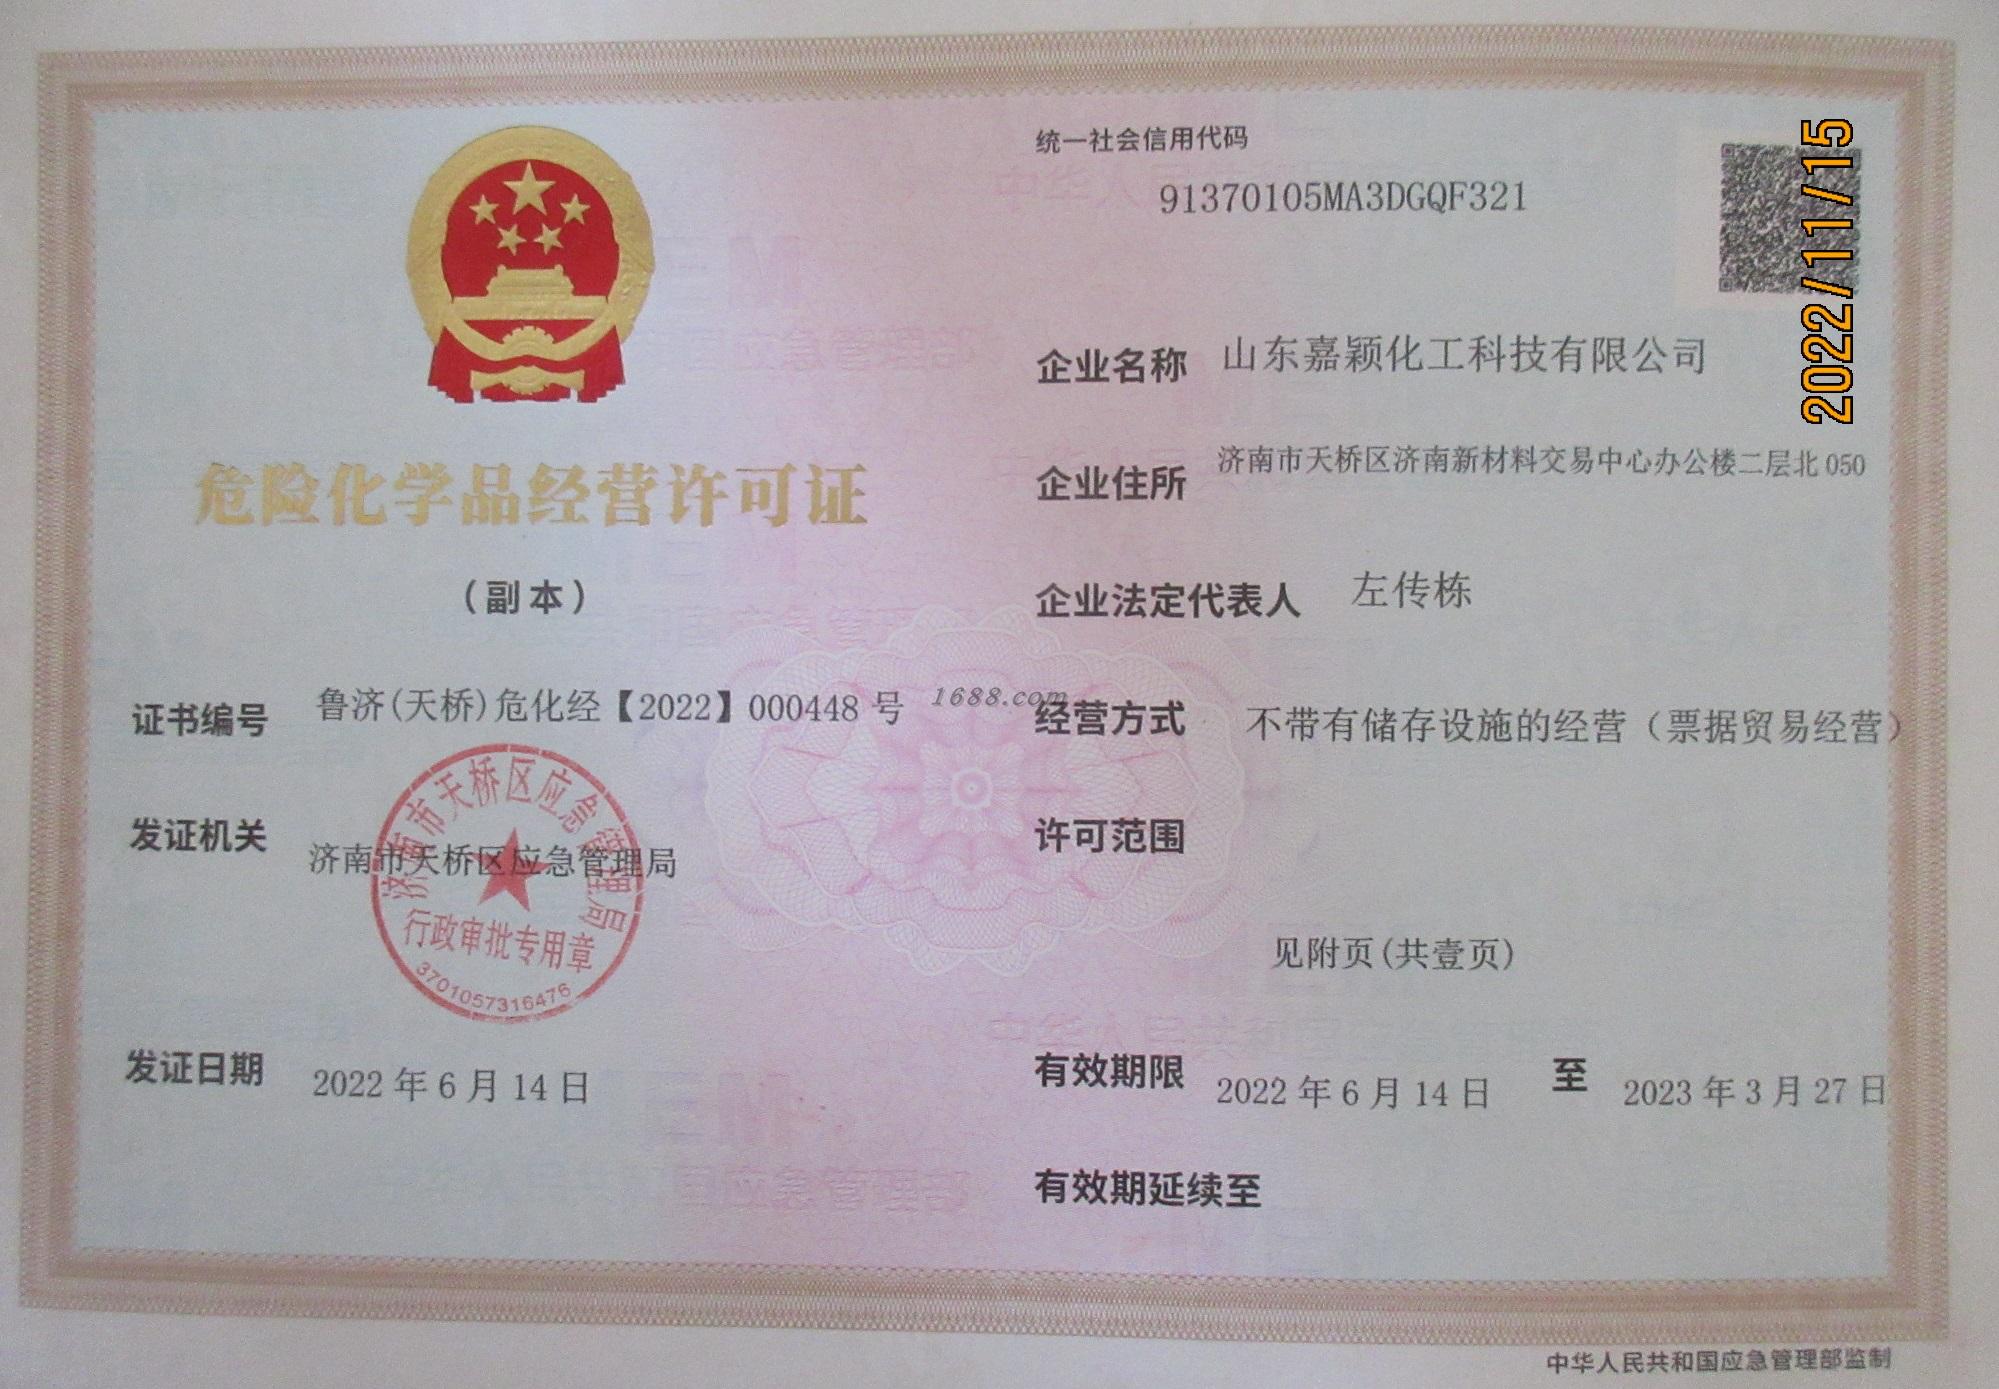 统一社会信用代码
91370105MA3DGQF321
2022/11/15
企业名称 山东嘉颖化工科技有限公司
企业住所 济南市天桥区济南新材料交易中心办公楼二层北050
危险化学品经营许可证
（副本）
企业法定代表人 左传栋
证书编号 鲁济(天桥)危化经【2022】000448号
1688.com
经营方式 不带有储存设施的经营（票据贸易经营）
发证机关 济南市天桥区应急管理局
济南市天桥区应急管理局
行政审批专用章
3701057316476
许可范围
见附页(共壹页)
发证日期 2022年6月14日
有效期限 2022年6月14日 至 2023年3月27日
有效期延续至
中华人民共和国应急管理部监制